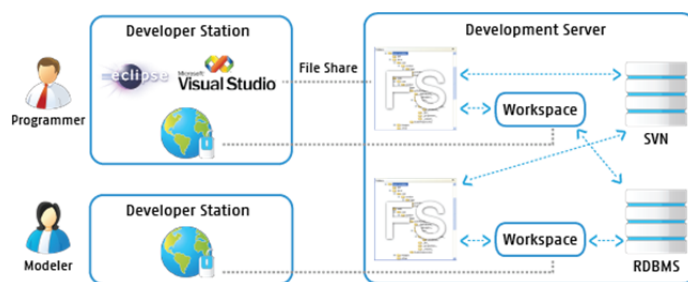 Developer Station
Development Server
eclipse
Microsoft
Visual Studio
File Share
FS
Workspace
Programmer
SVN
Developer Station
FS
Workspace
Modeler
RDBMS